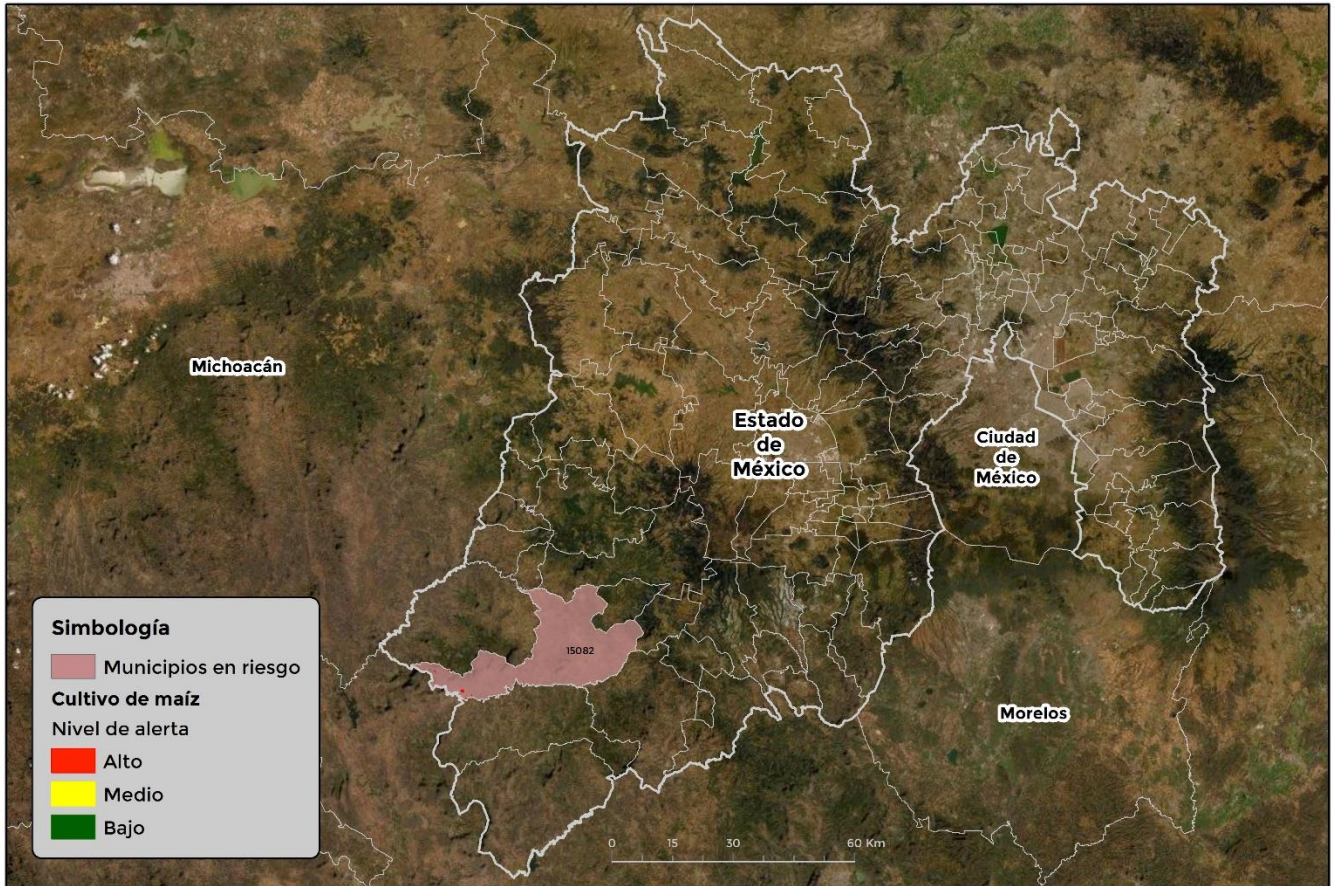 Michoacán
Estado
de
México
Ciudad
de
México
15082
Morelos
Simbología
Municipios en riesgo
Cultivo de maíz
Nivel de alerta
Alto
Medio
Bajo
0 15 30 60 Km